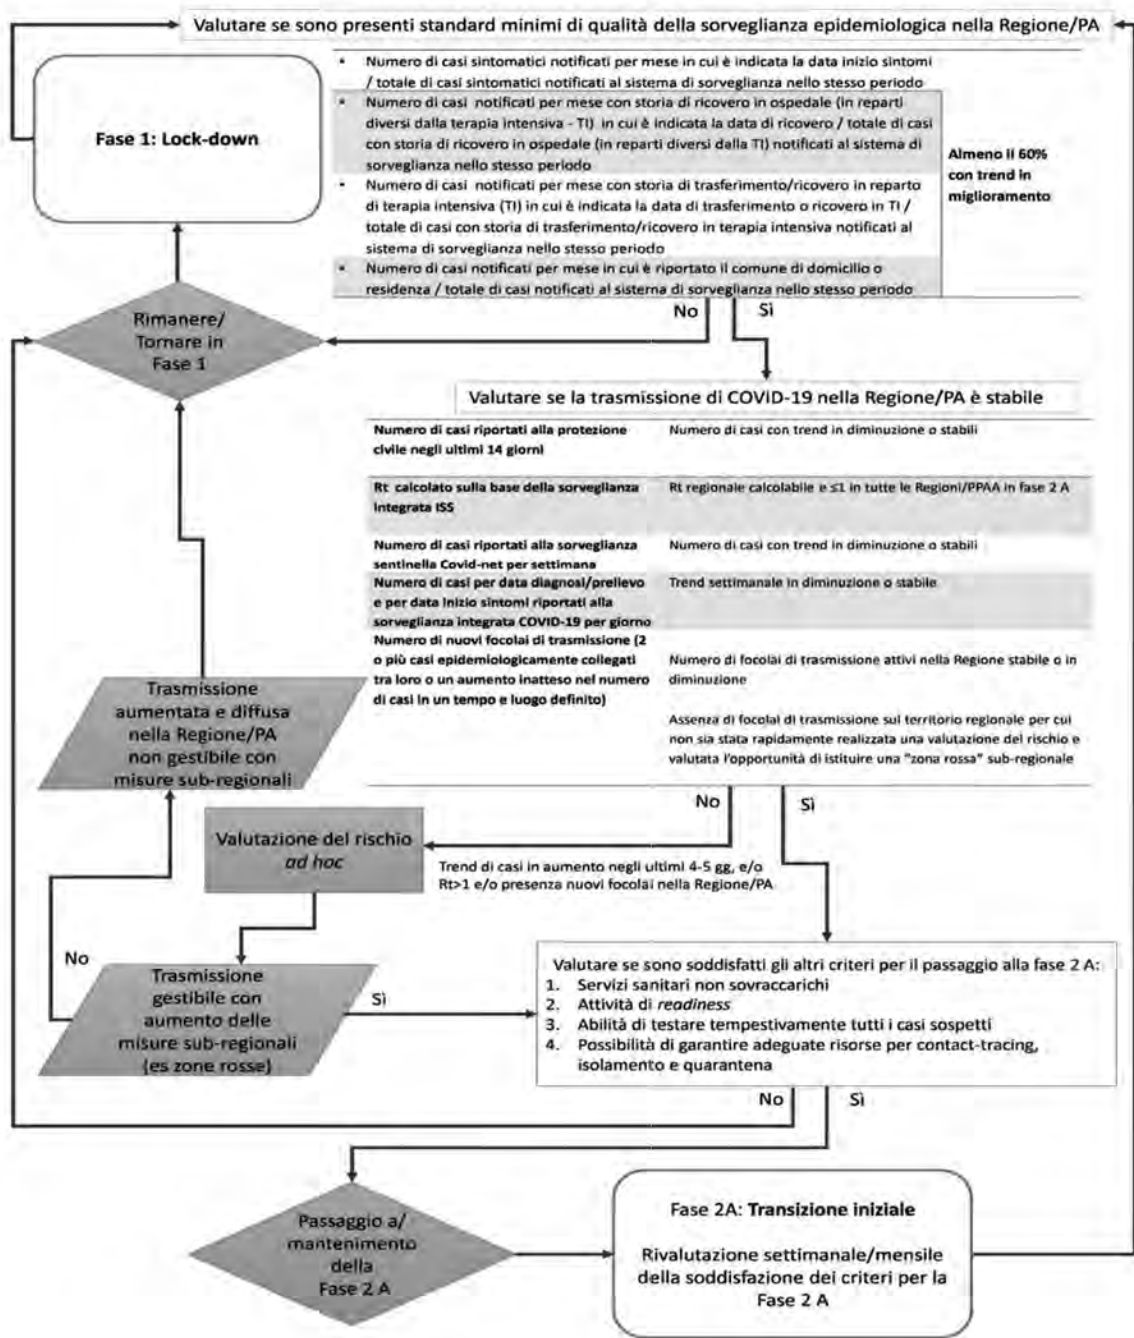 Valutare se sono presenti standard minimi di qualità della sorveglianza epidemiologica nella Regione/PA
Fase 1: Lock-down
• Numero di casi sintomatici notificati per mese in cui è indicata la data inizio sintomi
/ totale di casi sintomatici notificati al sistema di sorveglianza nello stesso periodo
• Numero di casi notificati per mese con storia di ricovero in ospedale (in reparti
diversi dalla terapia intensiva - TI) in cui è indicata la data di ricovero / totale di casi
con storia di ricovero in ospedale (in reparti diversi dalla TI) notificati al sistema di
sorveglianza nello stesso periodo
• Numero di casi notificati per mese con storia di trasferimento/ricovero in reparto
di terapia intensiva (TI) in cui è indicata la data di trasferimento o ricovero in TI /
totale di casi con storia di trasferimento/ricovero in terapia intensiva notificati al
sistema di sorveglianza nello stesso periodo
• Numero di casi notificati per mese in cui è riportato il comune di domicilio o
residenza / totale di casi notificati al sistema di sorveglianza nello stesso periodo
Almeno il 60%
con trend in
miglioramento
No
Sì
Rimanere/
Tornare in
Fase 1
Valutare se la trasmissione di COVID-19 nella Regione/PA è stabile
Numero di casi riportati alla protezione
civile negli ultimi 14 giorni
Numero di casi con trend in diminuzione o stabili
Rt calcolato sulla base della sorveglianza
integrata ISS
Rt regionale calcolabile e ≤1 in tutte le Regioni/PPAA in fase 2 A
Numero di casi riportati alla sorveglianza
sentinella Covid-net per settimana
Numero di casi con trend in diminuzione o stabili
Numero di casi per data diagnosi/prelievo
e per data inizio sintomi riportati alla
sorveglianza integrata COVID-19 per giorno
Trend settimanale in diminuzione o stabile
Numero di nuovi focolai di trasmissione (2
o più casi epidemiologicamente collegati
tra loro o un aumento inatteso nel numero
di casi in un tempo e luogo definito)
Numero di focolai di trasmissione attivi nella Regione stabile o in
diminuzione
Assenza di focolai di trasmissione sul territorio regionale per cui
non sia stata rapidamente realizzata una valutazione del rischio e
valutata l'opportunità di istituire una "zona rossa" sub-regionale
No
Sì
Trasmissione
aumentata e diffusa
nella Regione/PA
non gestibile con
misure sub-regionali
Valutazione del rischio
ad hoc
Trend di casi in aumento negli ultimi 4-5 gg, e/o
Rt>1 e/o presenza nuovi focolai nella Regione/PA
No
Trasmissione
gestibile con
aumento delle
misure sub-regionali
(es zone rosse)
Sì
Valutare se sono soddisfatti gli altri criteri per il passaggio alla fase 2 A:
1. Servizi sanitari non sovraccarichi
2. Attività di readiness
3. Abilità di testare tempestivamente tutti i casi sospetti
4. Possibilità di garantire adeguate risorse per contact-tracing,
isolamento e quarantena
No
Sì
Passaggio a/
mantenimento
della
Fase 2 A
Fase 2A: Transizione iniziale
Rivalutazione settimanale/mensile
della soddisfazione dei criteri per la
Fase 2 A